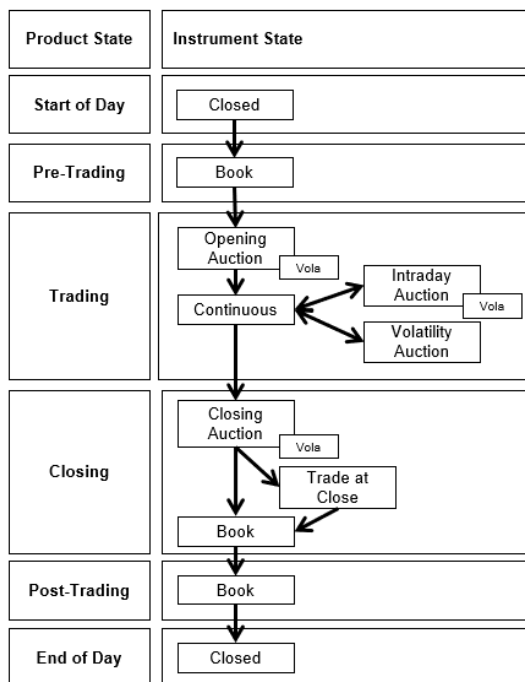 Product State
Instrument State
Start of Day
Closed
Pre-Trading
Book
Trading
Opening
Auction
Vola
Continuous
Intraday
Auction
Vola
Volatility
Auction
Closing
Closing
Auction
Vola
Trade at
Close
Book
Post-Trading
Book
End of Day
Closed